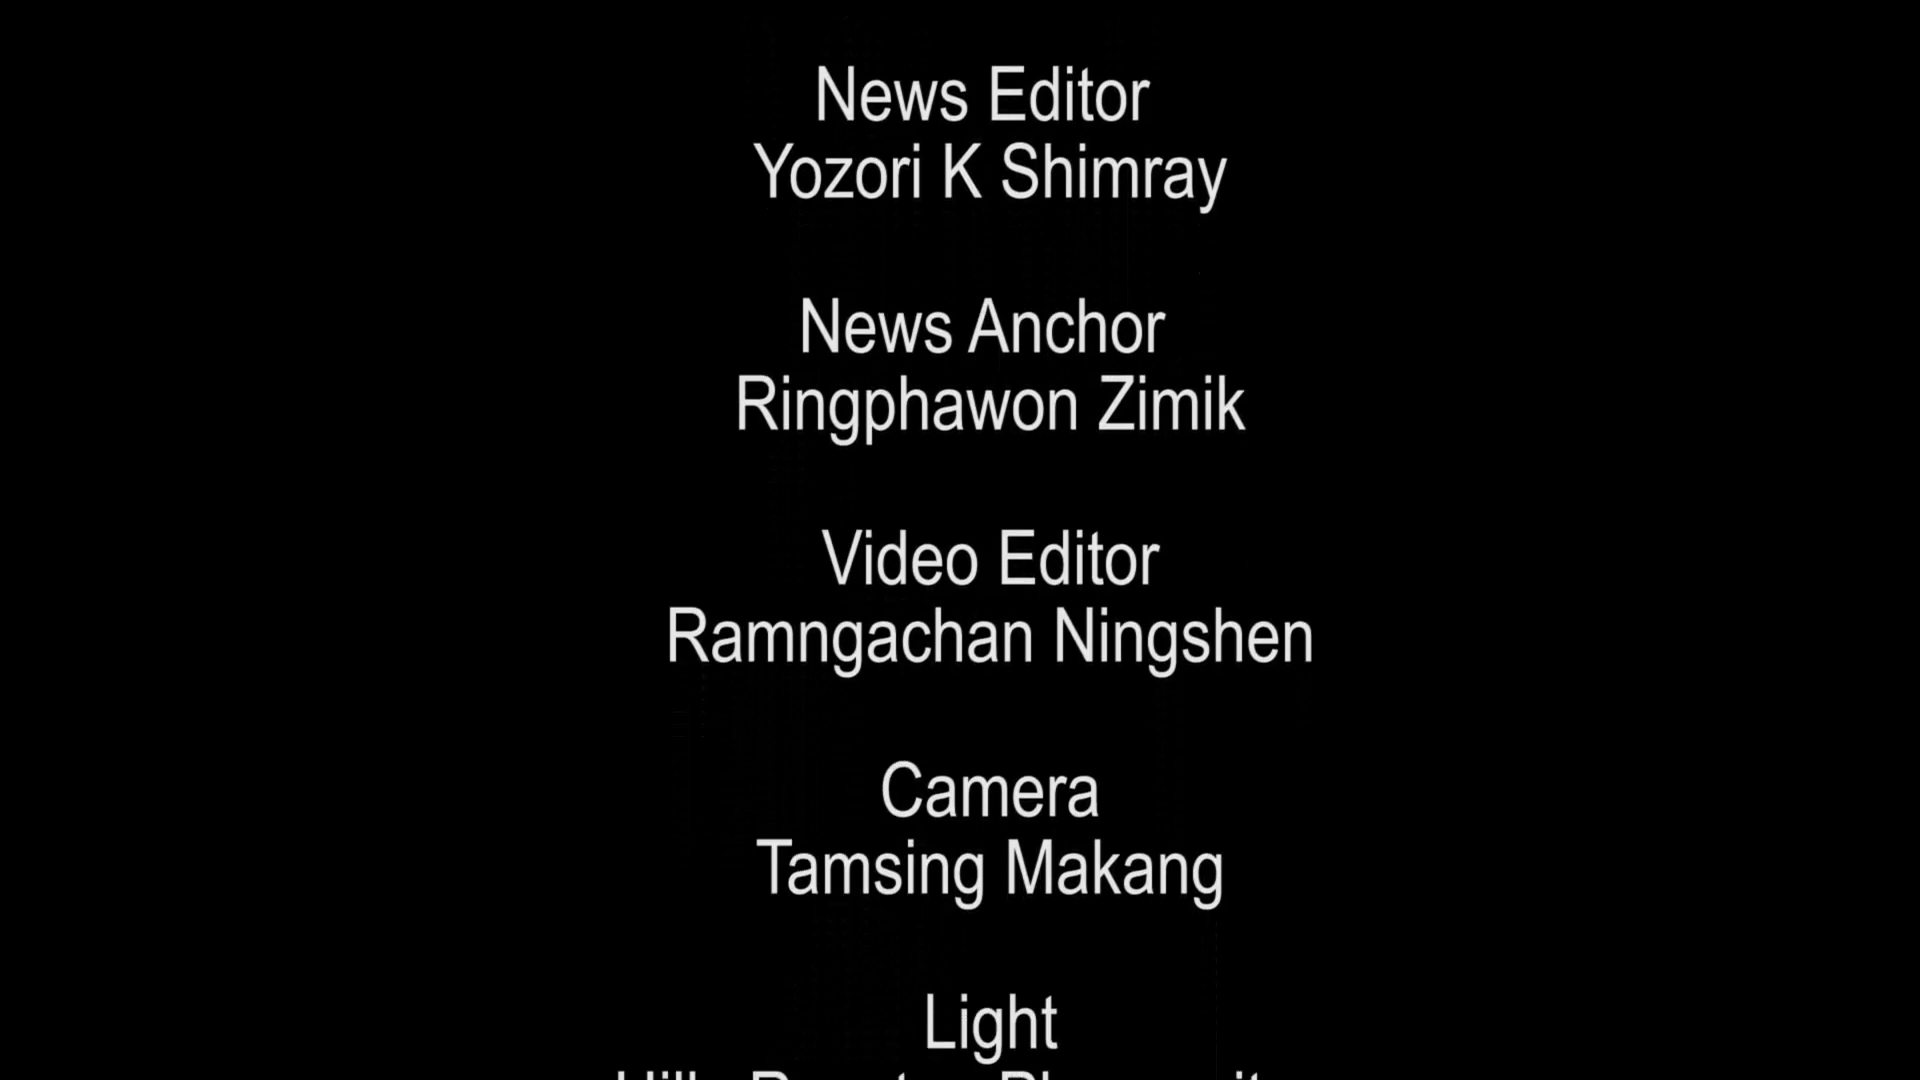 News Editor
Yozori K Shimray
News Anchor
Ringphawon Zimik
Video Editor
Ramngachan Ningshen
Camera
Tamsing Makang
Light